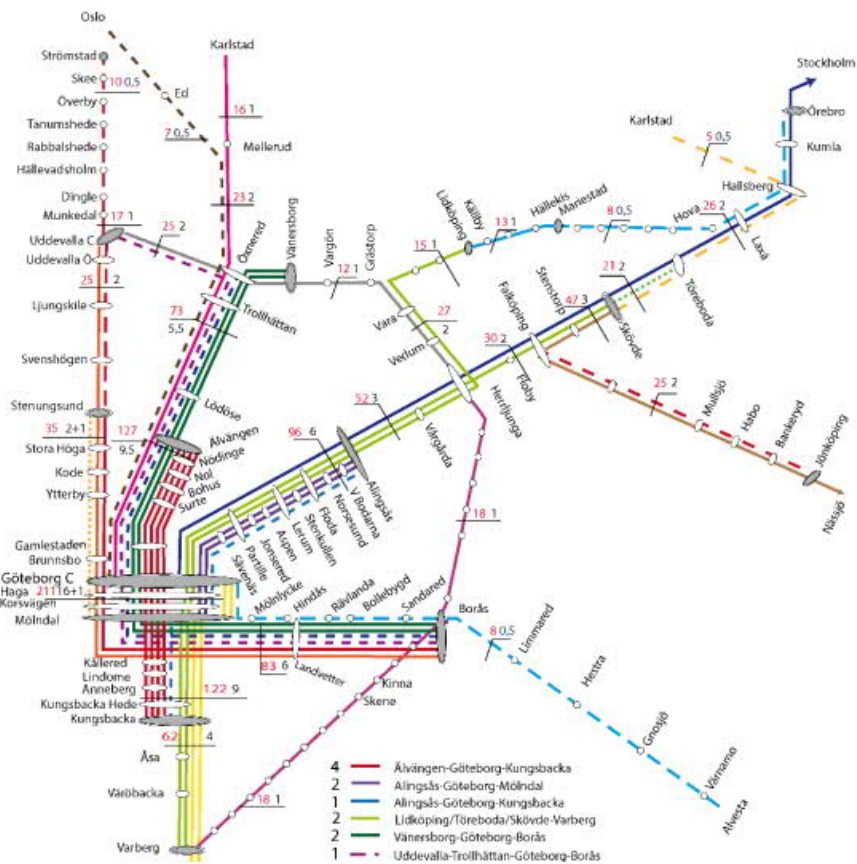 Oslo
Karlstad
Strömstad
Skee
Överby
Tanumshede
Rabbalshede
Hällevadsholm
Dingle
Munkedal
Uddevalla C
Uddevalla Ö
Ljungskile
Svenshögen
Stenungsund
Stora Höga
Kode
Ytterby
Gamlestaden
Brunnsbo
Göteborg C
Haga
Korsvägen
Mölndal
Kållered
Lindome
Anneberg
Kungsbacka Hede
Kungsbacka
Åsa
Väröbacka
Varberg
10 0,5
Ed
7 0,5
16 1
Mellerud
23 2
17 1
25 2
Öxnered
Vänersborg
Vargön
12 1
Grästorp
25 2
73
5,5
Trollhättan
Lödöse
35 2+1
127
9,5
Älvängen
Nödinge
Nol
Bohus
Surte
211 16+1
Stockholm
Örebro
Kumla
Karlstad
5 0,5
Hallsberg
Laxå
26 2
Hova
8 0,5
Mariestad
Hällekis
13 1
Källby
Lidköping
15 1
Vara
27
2
Vedum
Herrljunga
Töreboda
21 2
Skövde
47 3
Stenstorp
Falköping
30 2
Floby
52 3
Vårgårda
96 6
Alingsås
V Bodarna
Norsesund
Floda
Stenkullen
Lerum
Aspen
Jonsered
Partille
Sävenäs
25 2
Mullsjö
Habo
Bankeryd
Jönköping
Nässjö
18 1
Mölnlycke
Hindås
Rävlanda
Bollebygd
Sandared
Borås
83 6
Landvetter
Kinna
Skene
122 9
62 4
18 1
8 0,5
Limmared
Hestra
Gnosjö
Värnamo
Alvesta
4 Älvängen-Göteborg-Kungsbacka
2 Alingsås-Göteborg-Mölndal
1 Alingsås-Göteborg-Kungsbacka
2 Lidköping/Töreboda/Skövde-Varberg
2 Vänersborg-Göteborg-Borås
1 Uddevalla-Trollhättan-Göteborg-Borås